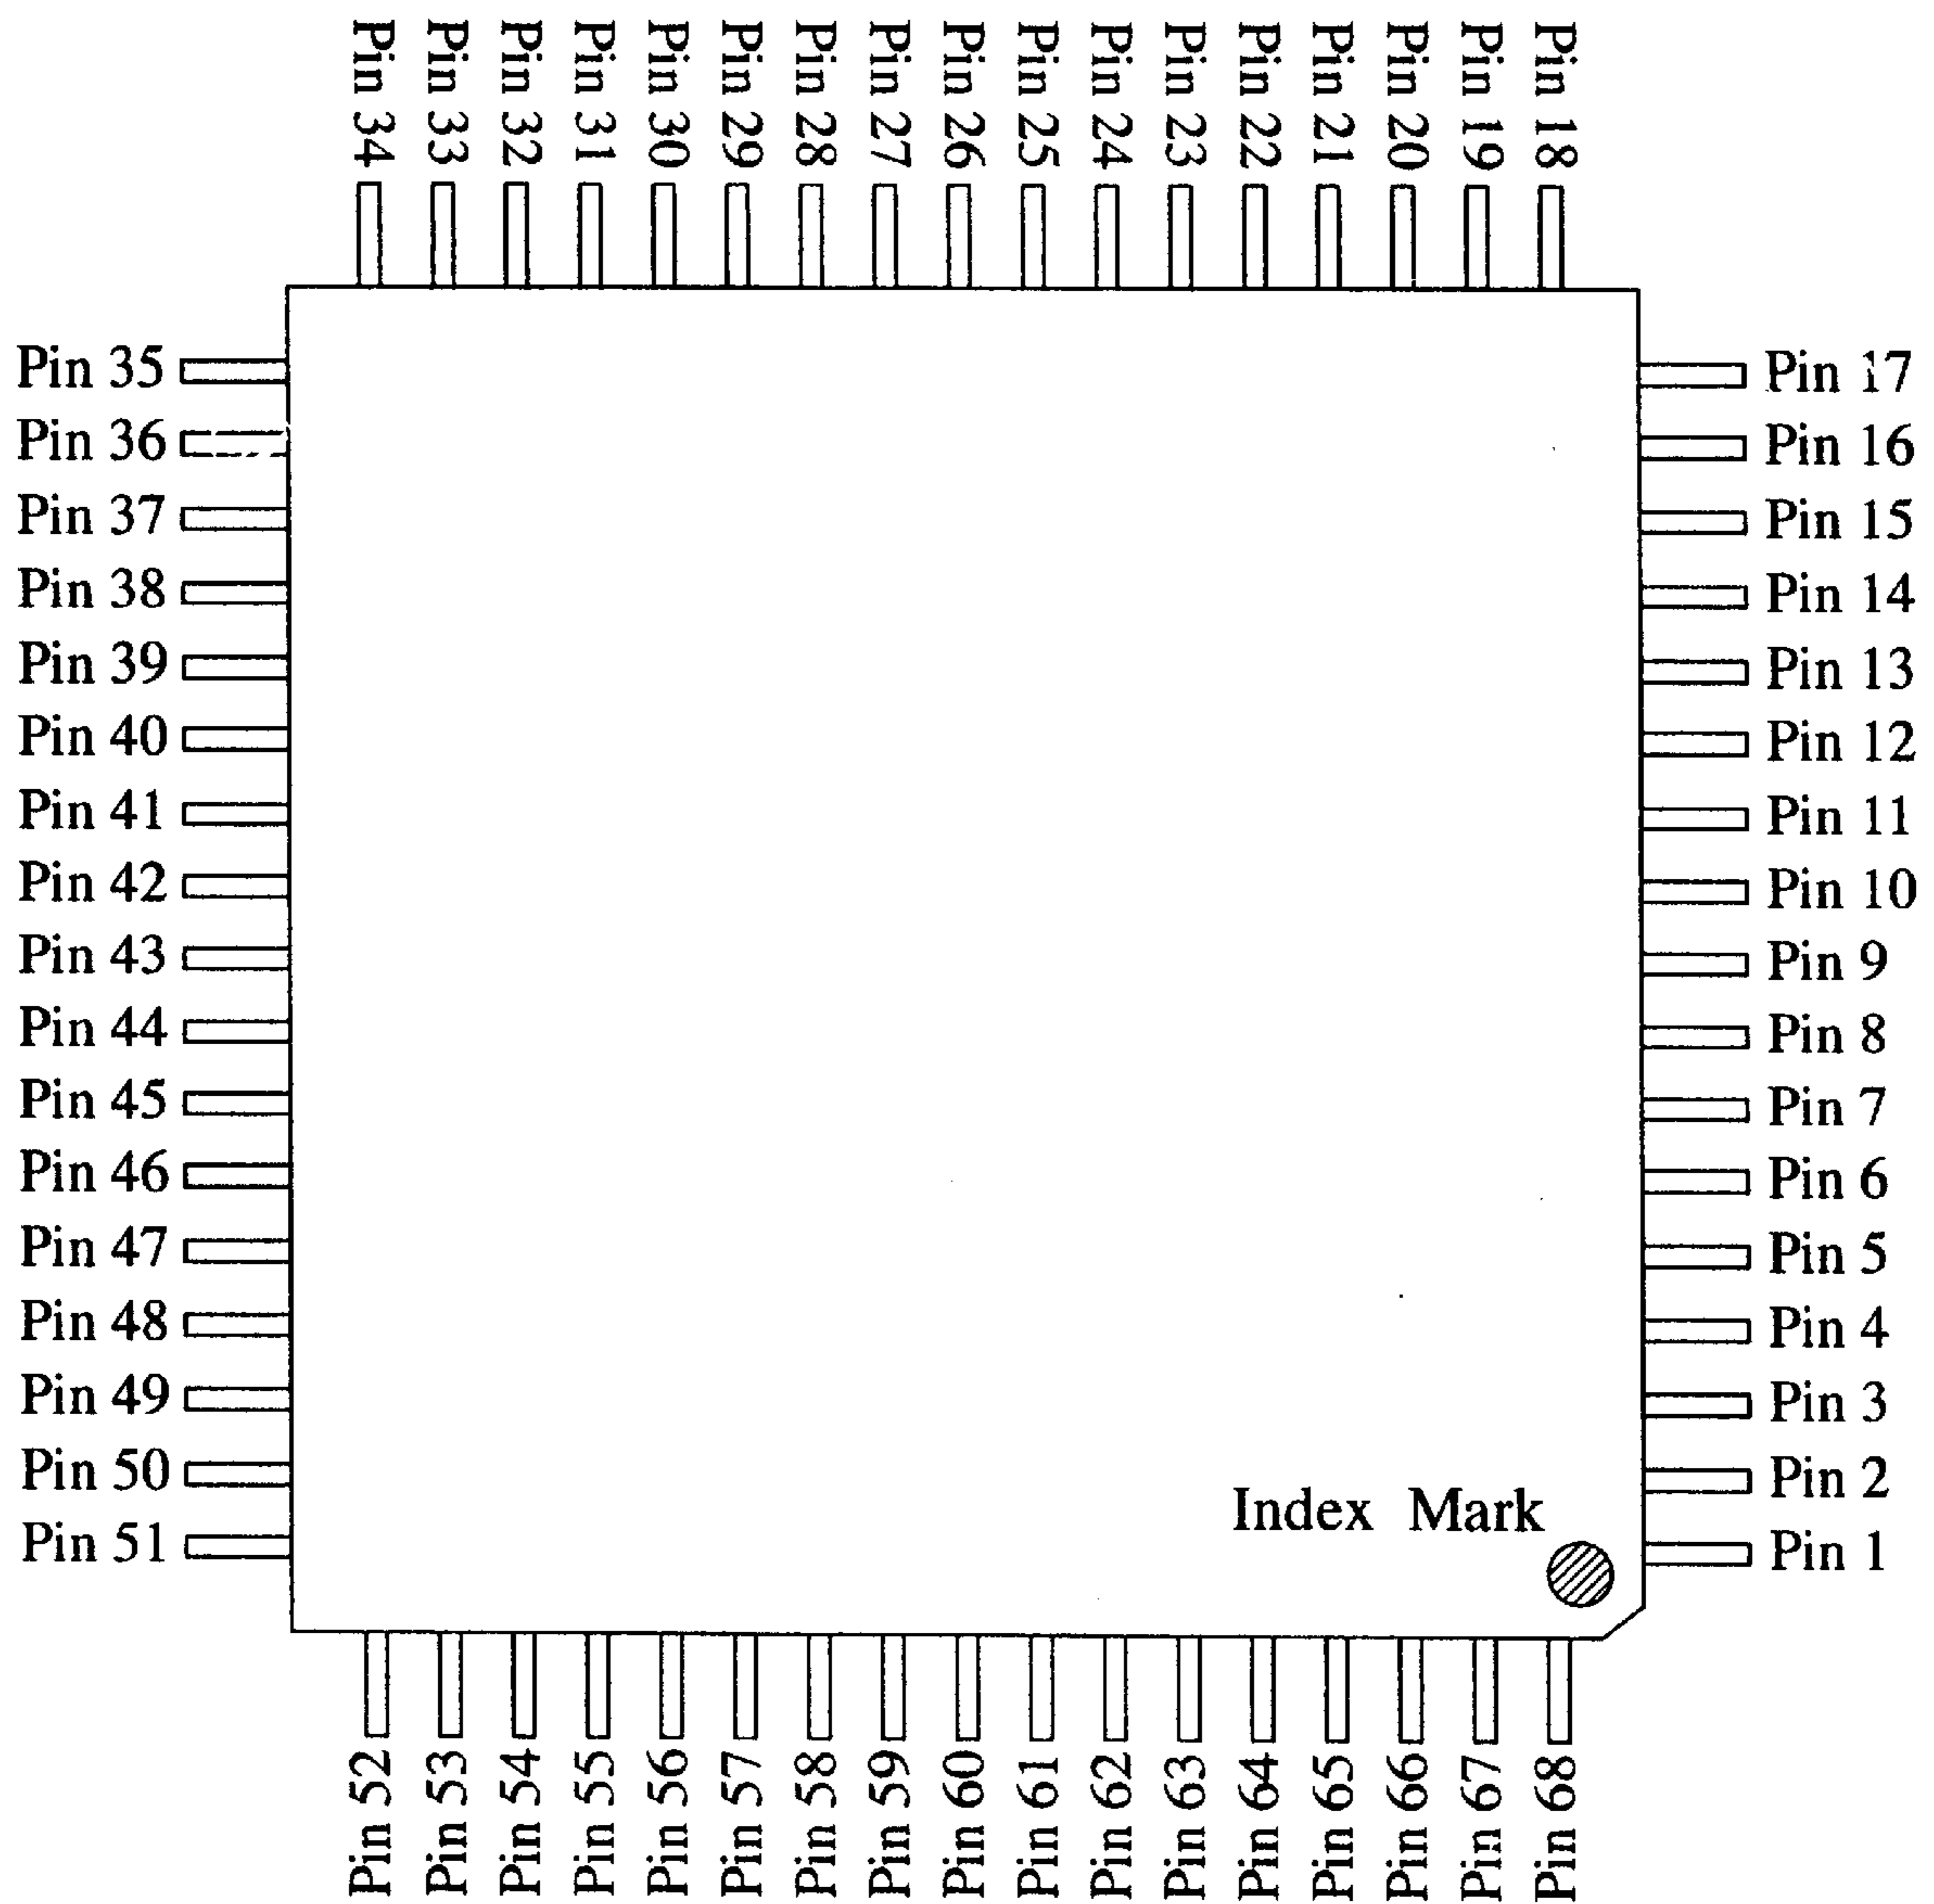 Pin 34
Pin 33
Pin 32
Pin 31
Pin 30
Pin 29
Pin 28
Pin 27
Pin 26
Pin 25
Pin 24
Pin 23
Pin 22
Pin 21
Pin 20
Pin 19
Pin 18
Pin 35
Pin 36
Pin 37
Pin 38
Pin 39
Pin 40
Pin 41
Pin 42
Pin 43
Pin 44
Pin 45
Pin 46
Pin 47
Pin 48
Pin 49
Pin 50
Pin 51
Pin 17
Pin 16
Pin 15
Pin 14
Pin 13
Pin 12
Pin 11
Pin 10
Pin 9
Pin 8
Pin 7
Pin 6
Pin 5
Pin 4
Pin 3
Pin 2
Pin 1
Index Mark
Pin 52
Pin 53
Pin 54
Pin 55
Pin 56
Pin 57
Pin 58
Pin 59
Pin 60
Pin 61
Pin 62
Pin 63
Pin 64
Pin 65
Pin 66
Pin 67
Pin 68